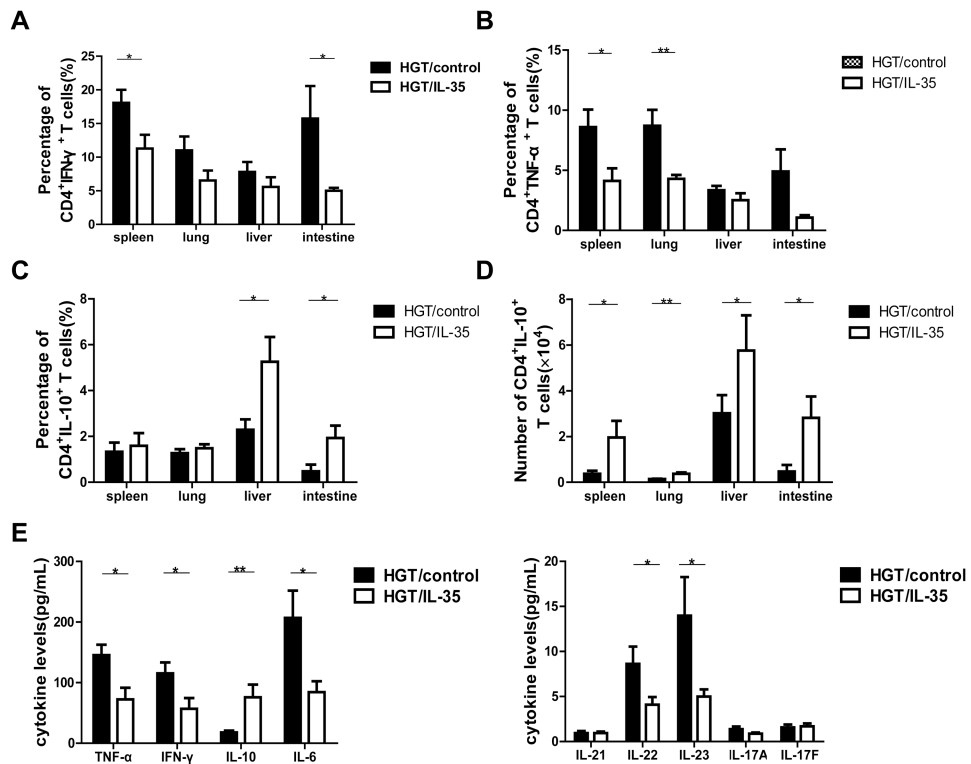 A
Percentage of
CD4+IFN-γ + T cells(%)
25
20
15
10
5
0
*
*
HGT/control
HGT/IL-35
spleen lung liver intestine
B
Percentage of
CD4+TNF-α + T cells(%)
15
10
5
0
*
**
HGT/control
HGT/IL-35
spleen lung liver intestine
C
Percentage of
CD4+IL-10+ T cells(%)
8
6
4
2
0
*
*
HGT/control
HGT/IL-35
spleen lung liver intestine
D
Number of CD4+IL-10+
T cells(×10⁴)
8
6
4
2
0
*
**
*
*
HGT/control
HGT/IL-35
spleen lung liver intestine
E
cytokine levels(pg/mL)
300
200
100
0
*
*
**
*
HGT/control
HGT/IL-35
TNF-α IFN-γ IL-10 IL-6
cytokine levels(pg/mL)
20
15
10
5
0
*
*
HGT/control
HGT/IL-35
IL-21 IL-22 IL-23 IL-17A IL-17F